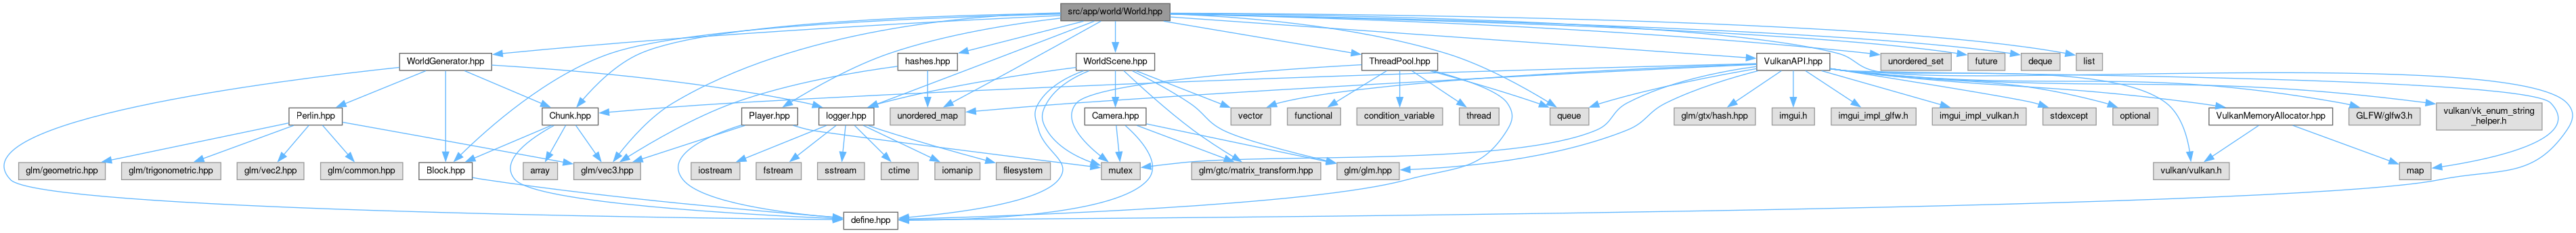 src/app/world/World.hpp
WorldGenerator.hpp
hashes.hpp
WorldScene.hpp
ThreadPool.hpp
VulkanAPI.hpp
unordered_set
future
deque
list
Perlin.hpp
Chunk.hpp
Player.hpp
logger.hpp
unordered_map
Camera.hpp
vector
functional
condition_variable
thread
queue
glm/gtx/hash.hpp
imgui.h
imgui_impl_glfw.h
imgui_impl_vulkan.h
stdexcept
optional
VulkanMemoryAllocator.hpp
GLFW/glfw3.h
vulkan/vk_enum_string
_helper.h
glm/geometric.hpp
glm/trigonometric.hpp
glm/vec2.hpp
glm/common.hpp
Block.hpp
array
glm/vec3.hpp
iostream
fstream
sstream
ctime
iomanip
filesystem
mutex
glm/gtc/matrix_transform.hpp
glm/glm.hpp
vulkan/vulkan.h
map
define.hpp